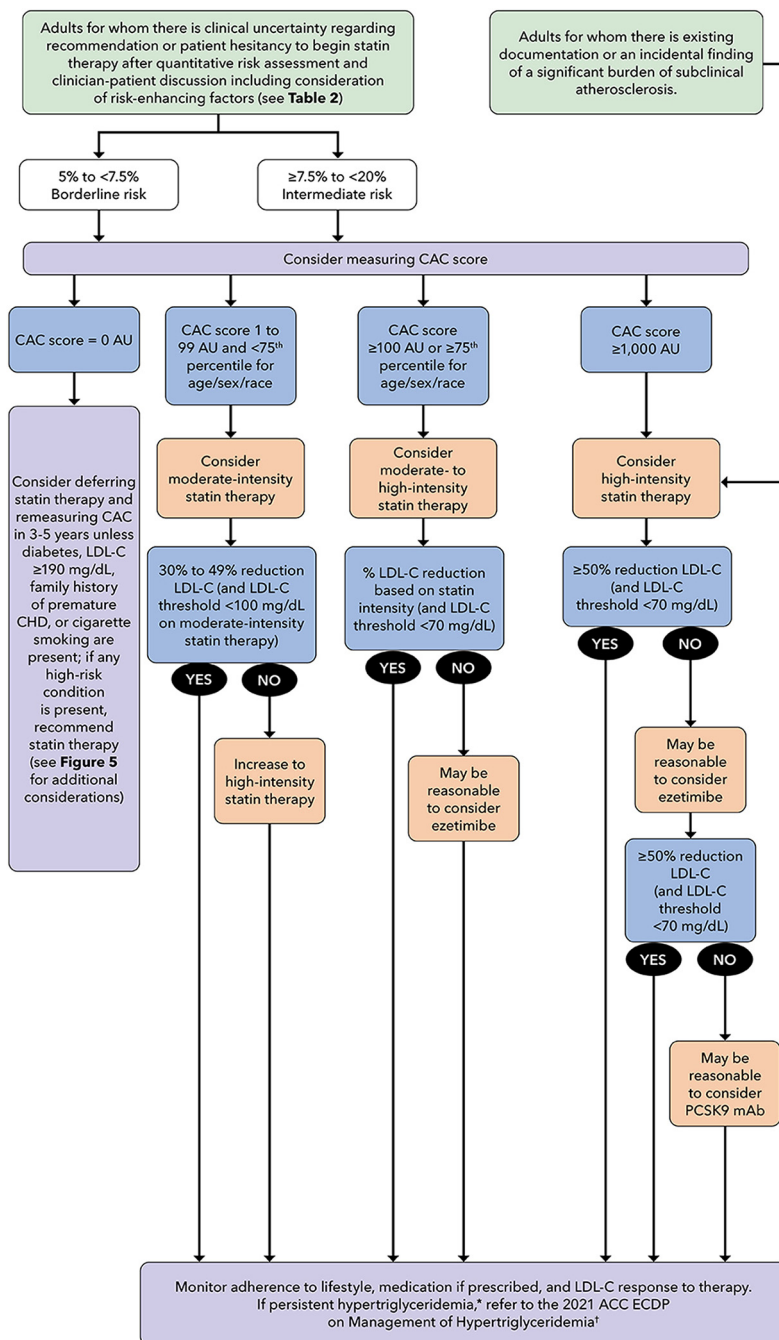 Adults for whom there is clinical uncertainty regarding
recommendation or patient hesitancy to begin statin
therapy after quantitative risk assessment and
clinician-patient discussion including consideration
of risk-enhancing factors (see Table 2)
Adults for whom there is existing
documentation or an incidental finding
of a significant burden of subclinical
atherosclerosis.
5% to <7.5%
Borderline risk
≥7.5% to <20%
Intermediate risk
Consider measuring CAC score
CAC score = 0 AU
CAC score 1 to
99 AU and <75th
percentile for
age/sex/race
CAC score
≥100 AU or ≥75th
percentile for
age/sex/race
CAC score
≥1,000 AU
Consider deferring
statin therapy and
remeasuring CAC
in 3-5 years unless
diabetes, LDL-C
≥190 mg/dL,
family history
of premature
CHD, or cigarette
smoking are
present; if any
high-risk
condition
is present,
recommend
statin therapy
(see Figure 5
for additional
considerations)
Consider
moderate-intensity
statin therapy
Consider
moderate- to
high-intensity
statin therapy
Consider
high-intensity
statin therapy
30% to 49% reduction
LDL-C (and LDL-C
threshold <100 mg/dL
on moderate-intensity
statin therapy)
% LDL-C reduction
based on statin
intensity (and LDL-C
threshold <70 mg/dL)
≥50% reduction LDL-C
(and LDL-C
threshold <70 mg/dL)
YES
NO
YES
NO
YES
NO
Increase to
high-intensity
statin therapy
May be
reasonable
to consider
ezetimibe
May be
reasonable
to consider
ezetimibe
≥50% reduction
LDL-C
(and LDL-C
threshold
<70 mg/dL)
YES
NO
May be
reasonable
to consider
PCSK9 mAb
Monitor adherence to lifestyle, medication if prescribed, and LDL-C response to therapy.
If persistent hypertriglyceridemia,* refer to the 2021 ACC ECDP
on Management of Hypertriglyceridemia†